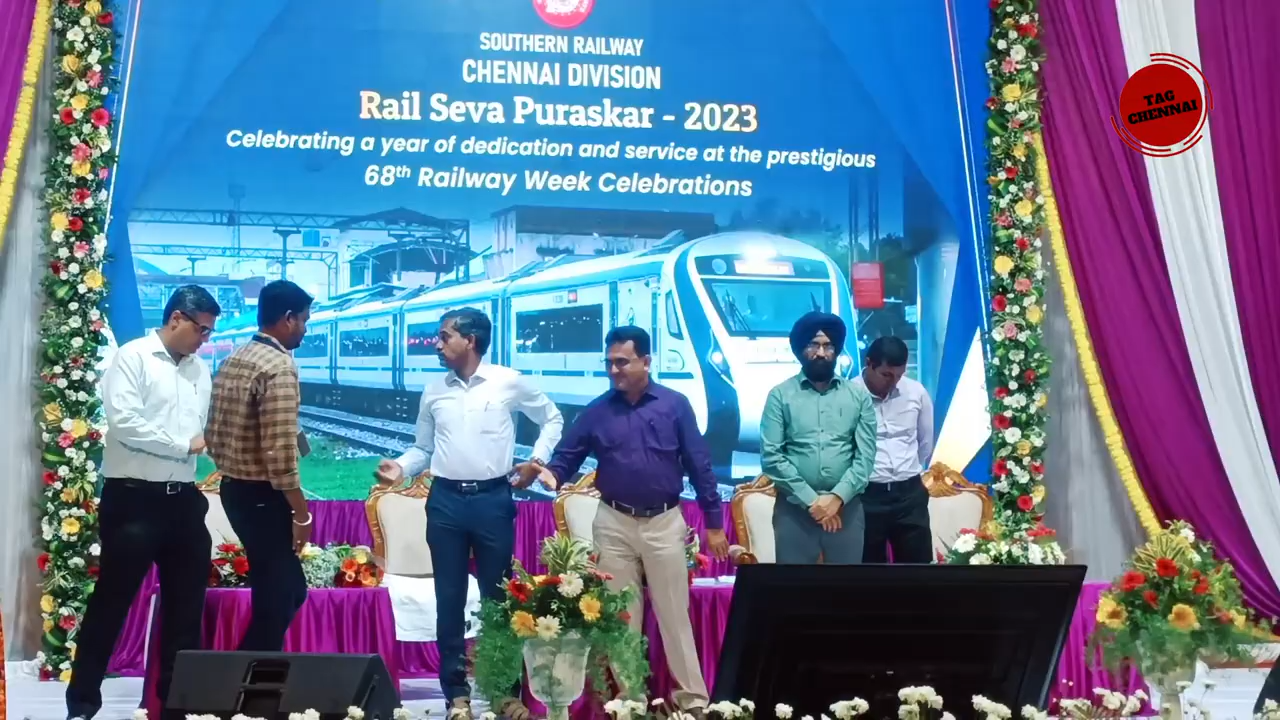 SOUTHERN RAILWAY
CHENNAI DIVISION
Rail Seva Puraskar - 2023
Celebrating a year of dedication and service at the prestigious
68th Railway Week Celebrations
TAG
CHENNAI